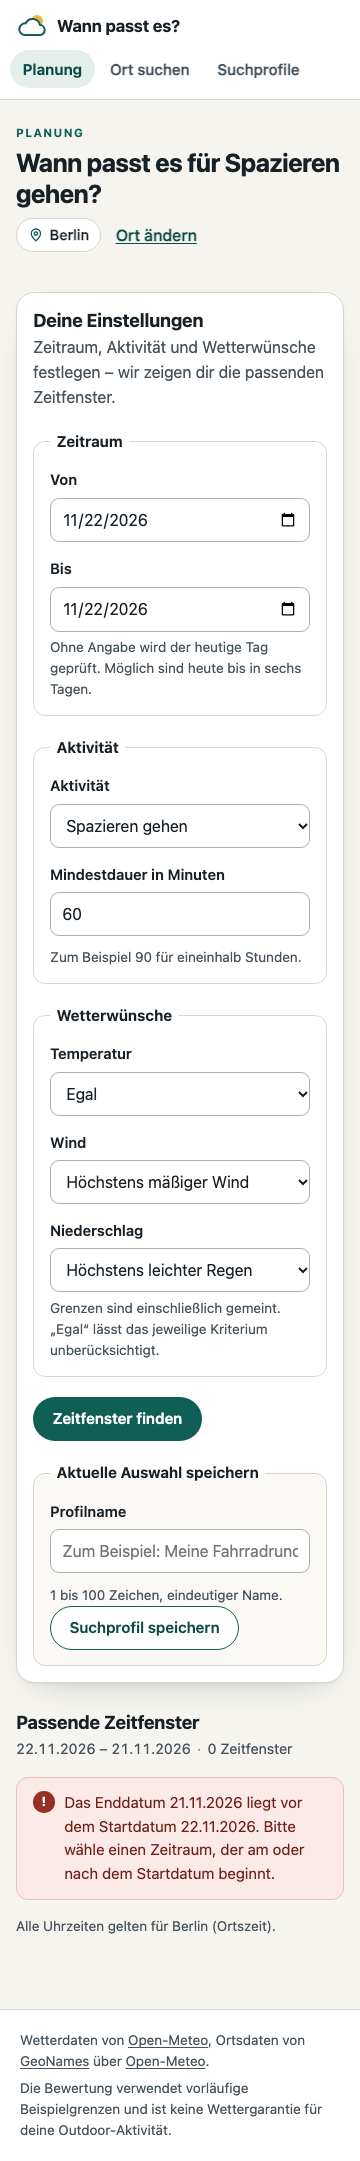 Wann passt es?
Planung
Ort suchen
Suchprofile
PLANUNG
Wann passt es für Spazieren
gehen?
Berlin
Ort ändern
Deine Einstellungen
Zeitraum, Aktivität und Wetterwünsche
festlegen – wir zeigen dir die passenden
Zeitfenster.
Zeitraum
Von
11/22/2026
Bis
11/22/2026
Ohne Angabe wird der heutige Tag
geprüft. Möglich sind heute bis in sechs
Tagen.
Aktivität
Aktivität
Spazieren gehen
Mindestdauer in Minuten
60
Zum Beispiel 90 für eineinhalb Stunden.
Wetterwünsche
Temperatur
Egal
Wind
Höchstens mäßiger Wind
Niederschlag
Höchstens leichter Regen
Grenzen sind einschließlich gemeint.
„Egal“ lässt das jeweilige Kriterium
unberücksichtigt.
Zeitfenster finden
Aktuelle Auswahl speichern
Profilname
Zum Beispiel: Meine Fahrradrunc
1 bis 100 Zeichen, eindeutiger Name.
Suchprofil speichern
Passende Zeitfenster
22.11.2026 – 21.11.2026 · 0 Zeitfenster
! Das Enddatum 21.11.2026 liegt vor
dem Startdatum 22.11.2026. Bitte
wähle einen Zeitraum, der am oder
nach dem Startdatum beginnt.
Alle Uhrzeiten gelten für Berlin (Ortszeit).
Wetterdaten von Open-Meteo, Ortsdaten von
GeoNames über Open-Meteo.
Die Bewertung verwendet vorläufige
Beispielgrenzen und ist keine Wettergarantie für
deine Outdoor-Aktivität.